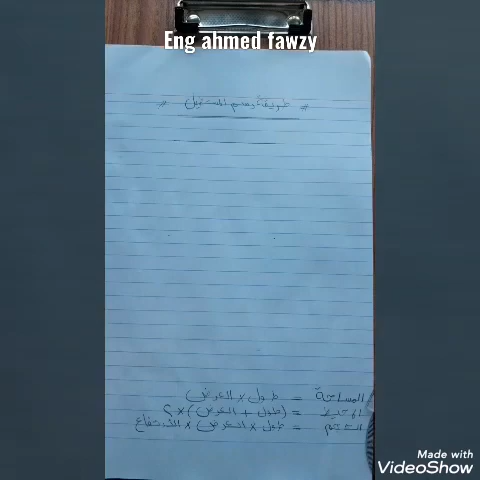 Eng ahmed fawzy
# طريقة رسم المستطيل #
المساحة = طول × العرض
المحيط = (طول + العرض) × ٢
الحجم = طول × العرض × الارتفاع
Made with
VideoShow